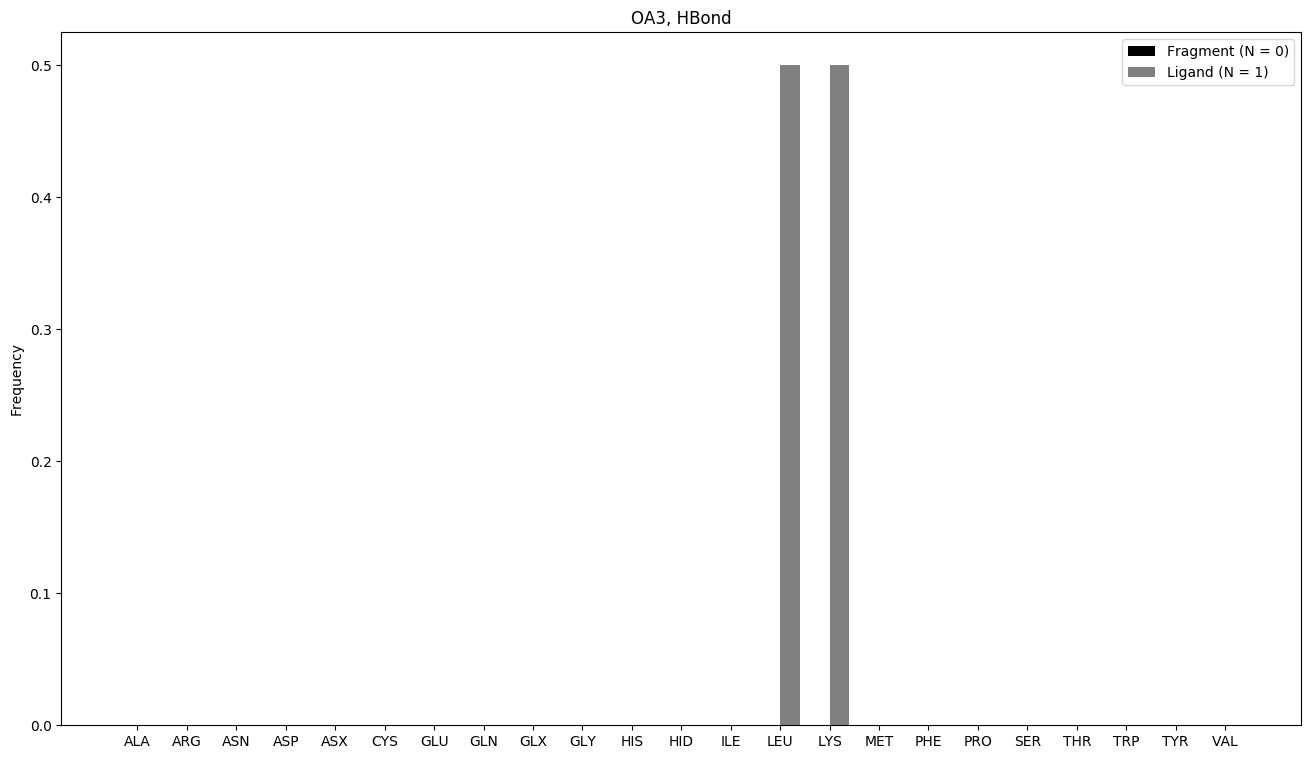 OA3, HBond
Fragment (N = 0)
Ligand (N = 1)
Frequency
0.5
0.4
0.3
0.2
0.1
0.0
ALA ARG ASN ASP ASX CYS GLU GLN GLX GLY HIS HID ILE LEU LYS MET PHE PRO SER THR TRP TYR VAL